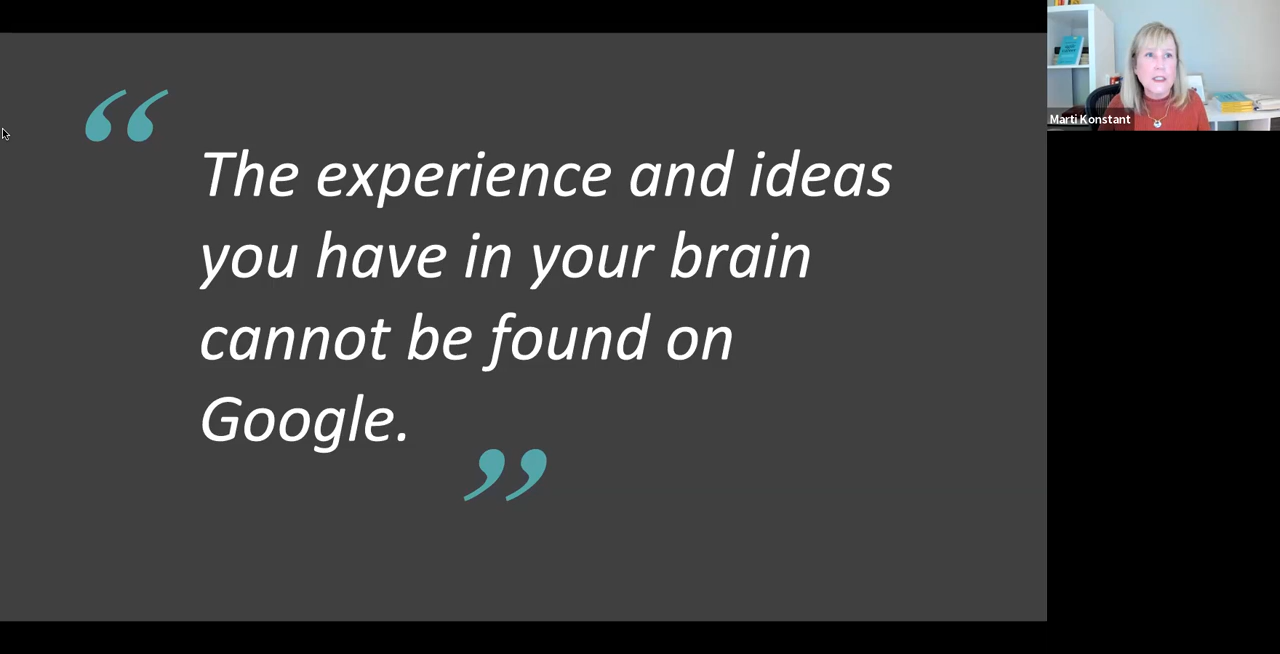 “
The experience and ideas
you have in your brain
cannot be found on
Google.
”
Marti Konstant